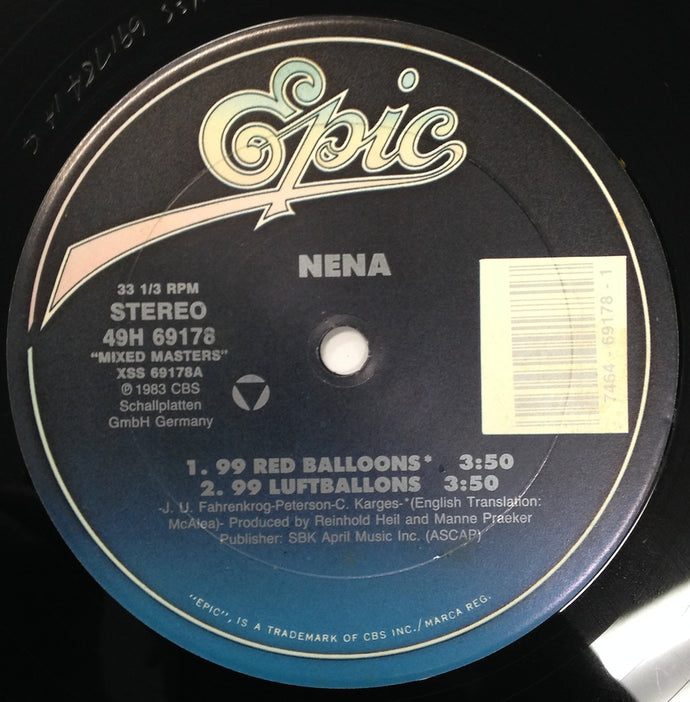 Epic
NENA
33 1/3 RPM
STEREO
49H 69178
"MIXED MASTERS"
XSS 69178A
℗ 1983 CBS
Schallplatten
GmbH Germany
7464-69178-1
1. 99 RED BALLOONS* 3:50
2. 99 LUFTBALLONS 3:50
-J. U. Fahrenkrog-Peterson-C. Karges-*(English Translation:
McAlea)- Produced by Reinhold Heil and Manne Praeker
Publisher: SBK April Music Inc. (ASCAP)
"EPIC", IS A TRADEMARK OF CBS INC./MARCA REG.